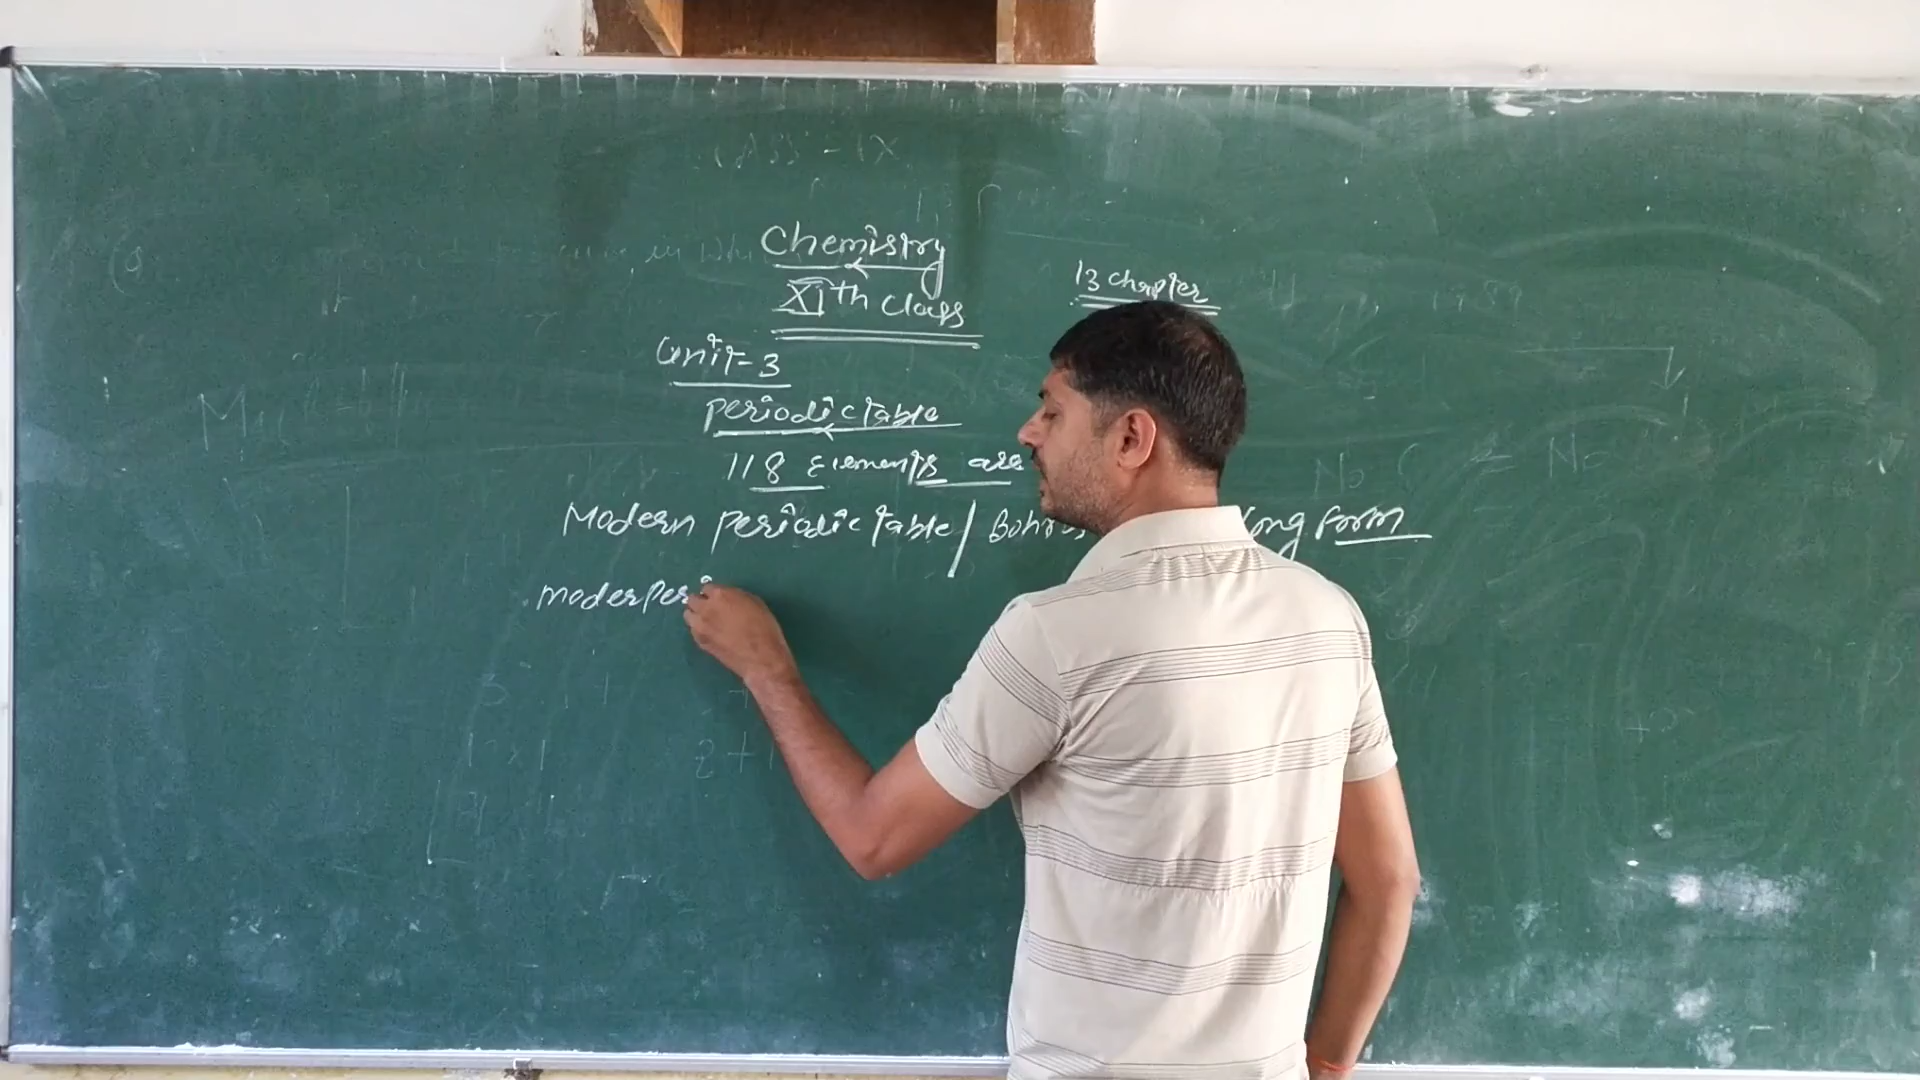 Chemistry
XIth class
13 chapter
Unit-3
Periodic table
118 Elements are
Modern periodic table / Bohr long form
moderPeri